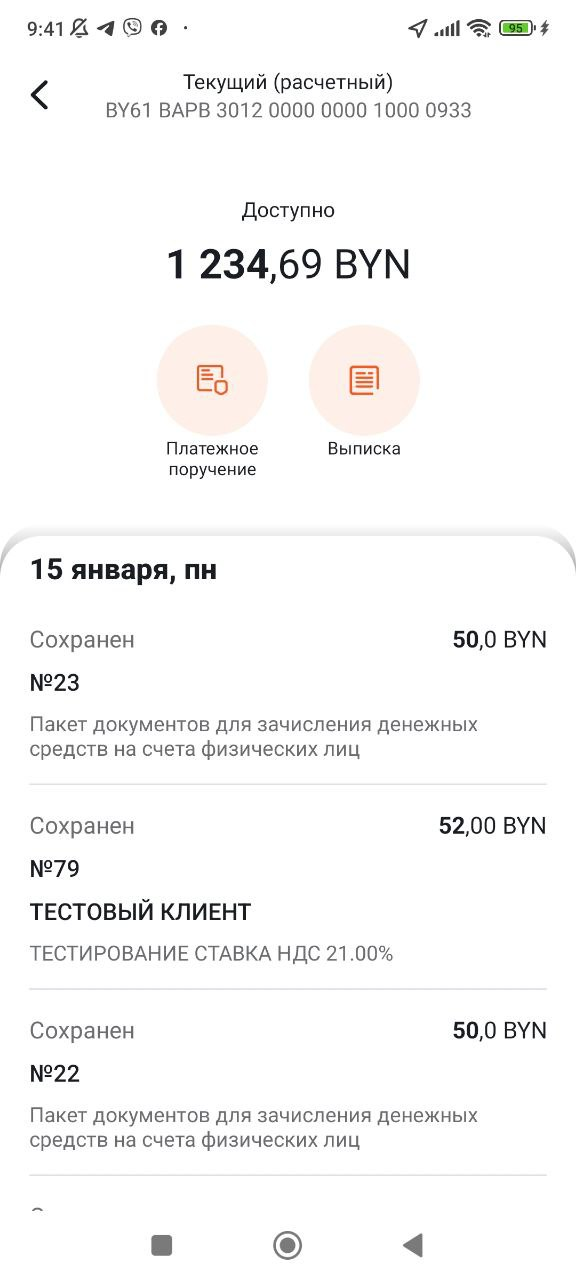 9:41
95
Текущий (расчетный)
BY61 BAPB 3012 0000 0000 1000 0933
Доступно
1 234,69 BYN
Платежное
поручение
Выписка
15 января, пн
Сохранен
50,0 BYN
№23
Пакет документов для зачисления денежных
средств на счета физических лиц
Сохранен
52,00 BYN
№79
ТЕСТОВЫЙ КЛИЕНТ
ТЕСТИРОВАНИЕ СТАВКА НДС 21.00%
Сохранен
50,0 BYN
№22
Пакет документов для зачисления денежных
средств на счета физических лиц